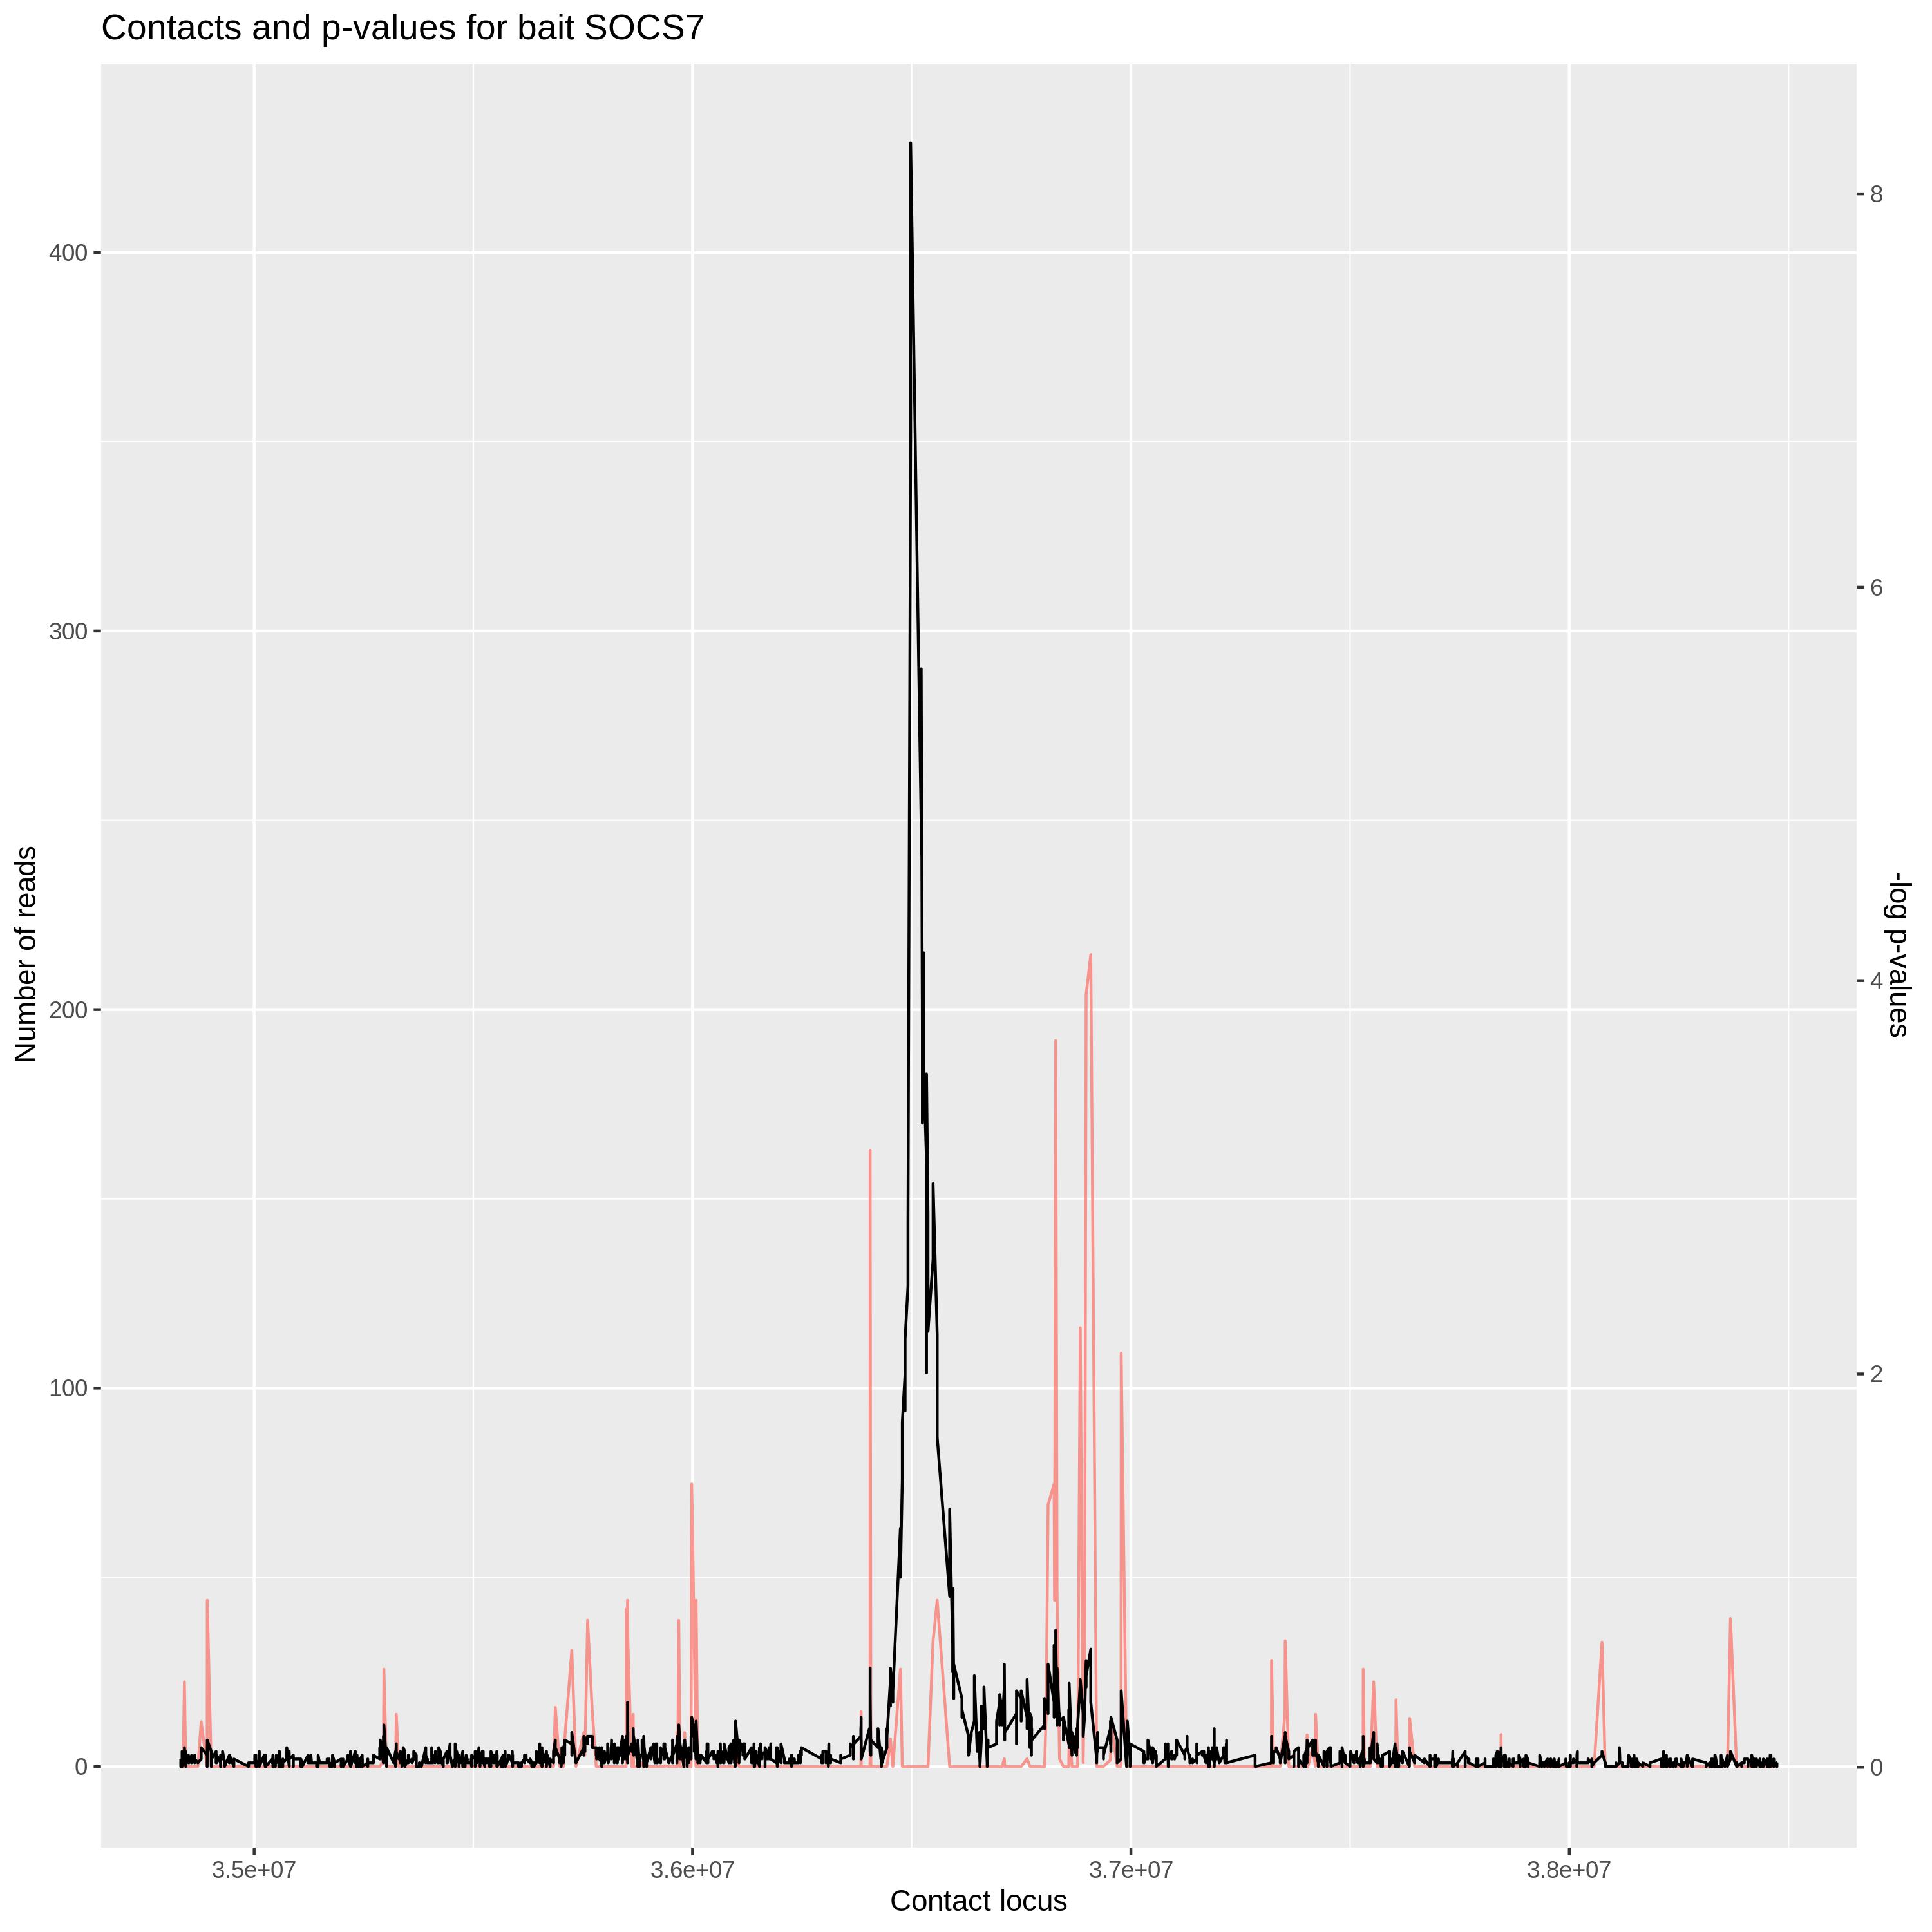 Contacts and p-values for bait SOCS7
Number of reads
400
300
200
100
0
8
6
4
2
0
-log p-values
3.5e+07
3.6e+07
3.7e+07
3.8e+07
Contact locus